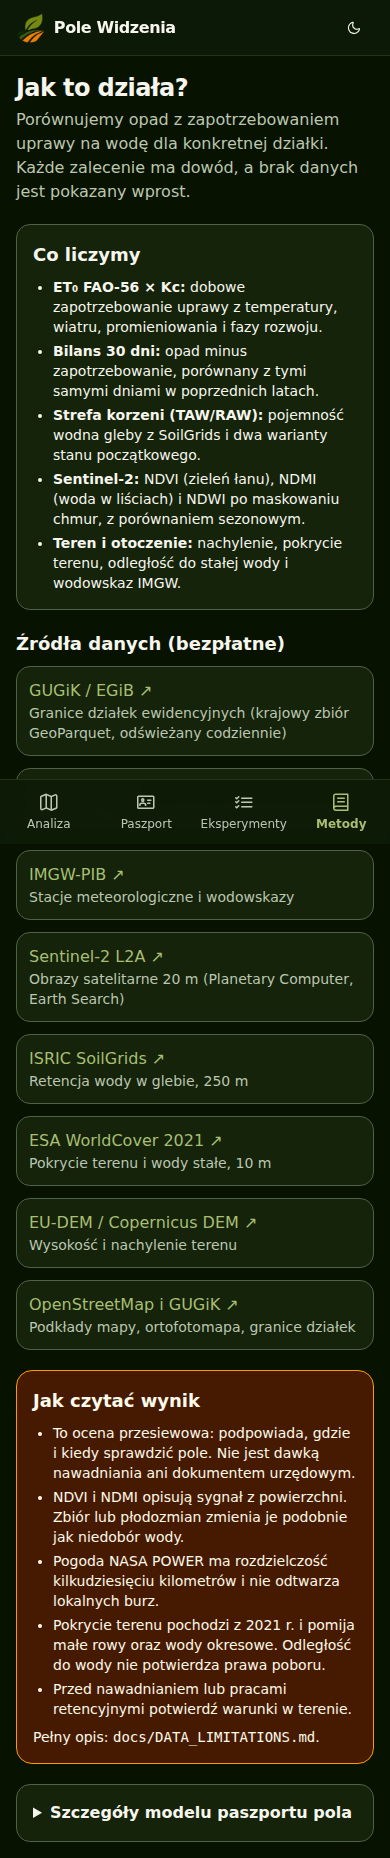 Pole Widzenia
Jak to działa?
Porównujemy opad z zapotrzebowaniem
uprawy na wodę dla konkretnej działki.
Każde zalecenie ma dowód, a brak danych
jest pokazany wprost.
Co liczymy
• ET₀ FAO-56 × Kc: dobowe
zapotrzebowanie uprawy z temperatury,
wiatru, promieniowania i fazy rozwoju.
• Bilans 30 dni: opad minus
zapotrzebowanie, porównany z tymi
samymi dniami w poprzednich latach.
• Strefa korzeni (TAW/RAW): pojemność
wodna gleby z SoilGrids i dwa warianty
stanu początkowego.
• Sentinel-2: NDVI (zieleń łanu), NDMI
(woda w liściach) i NDWI po maskowaniu
chmur, z porównaniem sezonowym.
• Teren i otoczenie: nachylenie, pokrycie
terenu, odległość do stałej wody i
wodowskaz IMGW.
Źródła danych (bezpłatne)
GUGiK / EGiB ↗
Granice działek ewidencyjnych (krajowy zbiór
GeoParquet, odświeżany codziennie)
Analiza
Paszport
Eksperymenty
Metody
IMGW-PIB ↗
Stacje meteorologiczne i wodowskazy
Sentinel-2 L2A ↗
Obrazy satelitarne 20 m (Planetary Computer,
Earth Search)
ISRIC SoilGrids ↗
Retencja wody w glebie, 250 m
ESA WorldCover 2021 ↗
Pokrycie terenu i wody stałe, 10 m
EU-DEM / Copernicus DEM ↗
Wysokość i nachylenie terenu
OpenStreetMap i GUGiK ↗
Podkłady mapy, ortofotomapa, granice działek
Jak czytać wynik
• To ocena przesiewowa: podpowiada, gdzie
i kiedy sprawdzić pole. Nie jest dawką
nawadniania ani dokumentem urzędowym.
• NDVI i NDMI opisują sygnał z powierzchni.
Zbiór lub płodozmian zmienia je podobnie
jak niedobór wody.
• Pogoda NASA POWER ma rozdzielczość
kilkudziesięciu kilometrów i nie odtwarza
lokalnych burz.
• Pokrycie terenu pochodzi z 2021 r. i pomija
małe rowy oraz wody okresowe. Odległość
do wody nie potwierdza prawa poboru.
• Przed nawadnianiem lub pracami
retencyjnymi potwierdź warunki w terenie.
Pełny opis: docs/DATA_LIMITATIONS.md.
▶ Szczegóły modelu paszportu pola